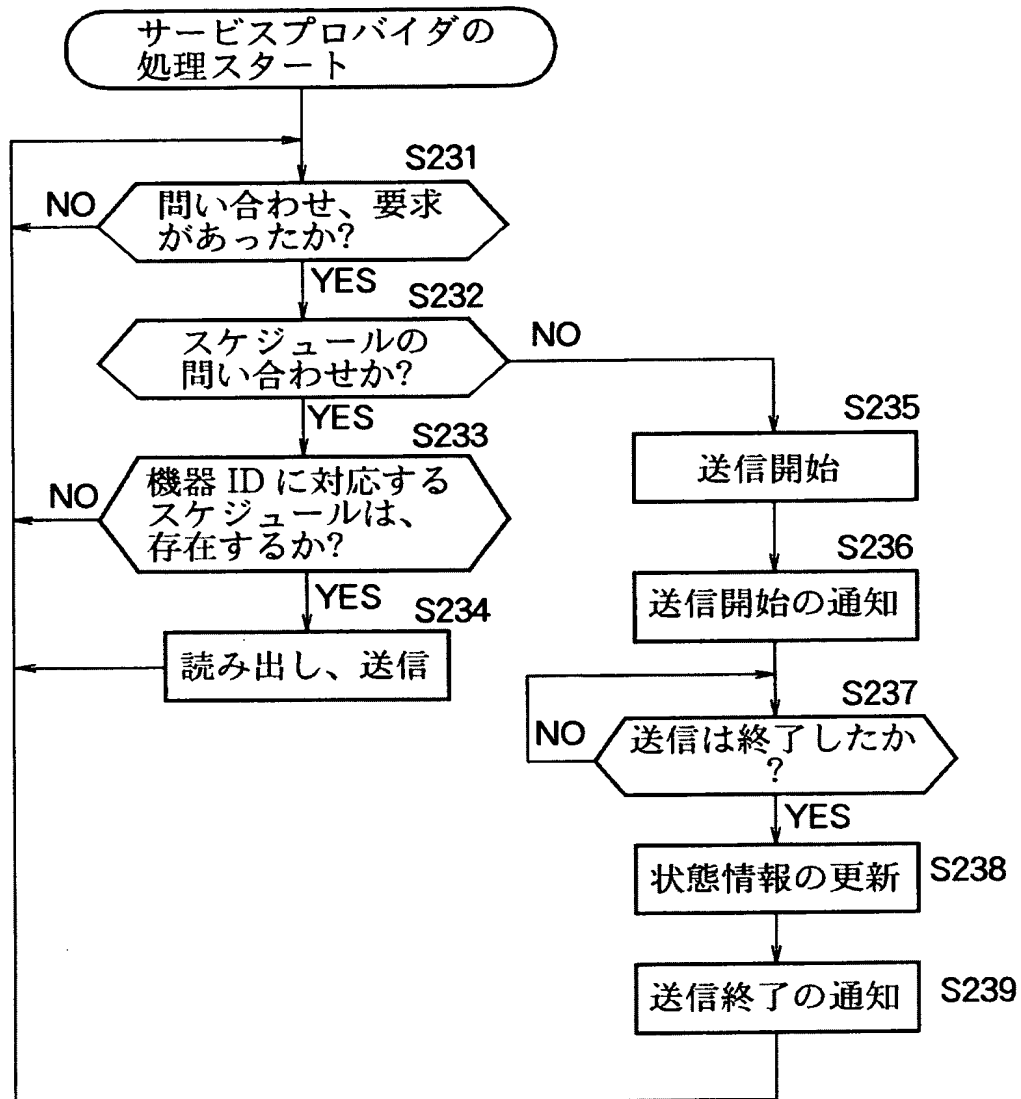 サービスプロバイダの
処理スタート
S231
NO
問い合わせ、要求
があったか?
YES
S232
スケジュールの
問い合わせか?
NO
YES
S233
NO
機器 ID に対応する
スケジュールは、
存在するか?
YES
S234
読み出し、送信
S235
送信開始
S236
送信開始の通知
S237
NO
送信は終了したか
?
YES
状態情報の更新
S238
送信終了の通知
S239